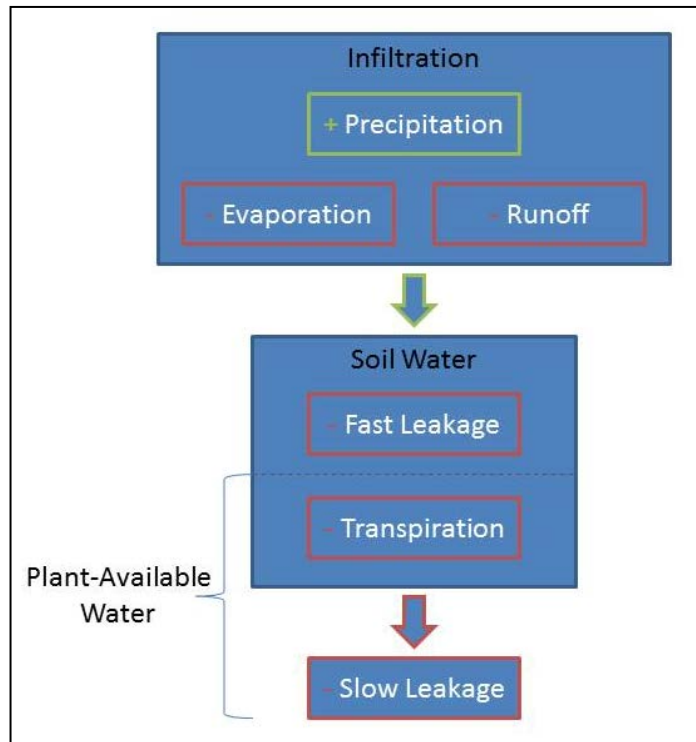 Infiltration
+ Precipitation
- Evaporation
- Runoff
Soil Water
- Fast Leakage
- Transpiration
Plant-Available
Water
- Slow Leakage